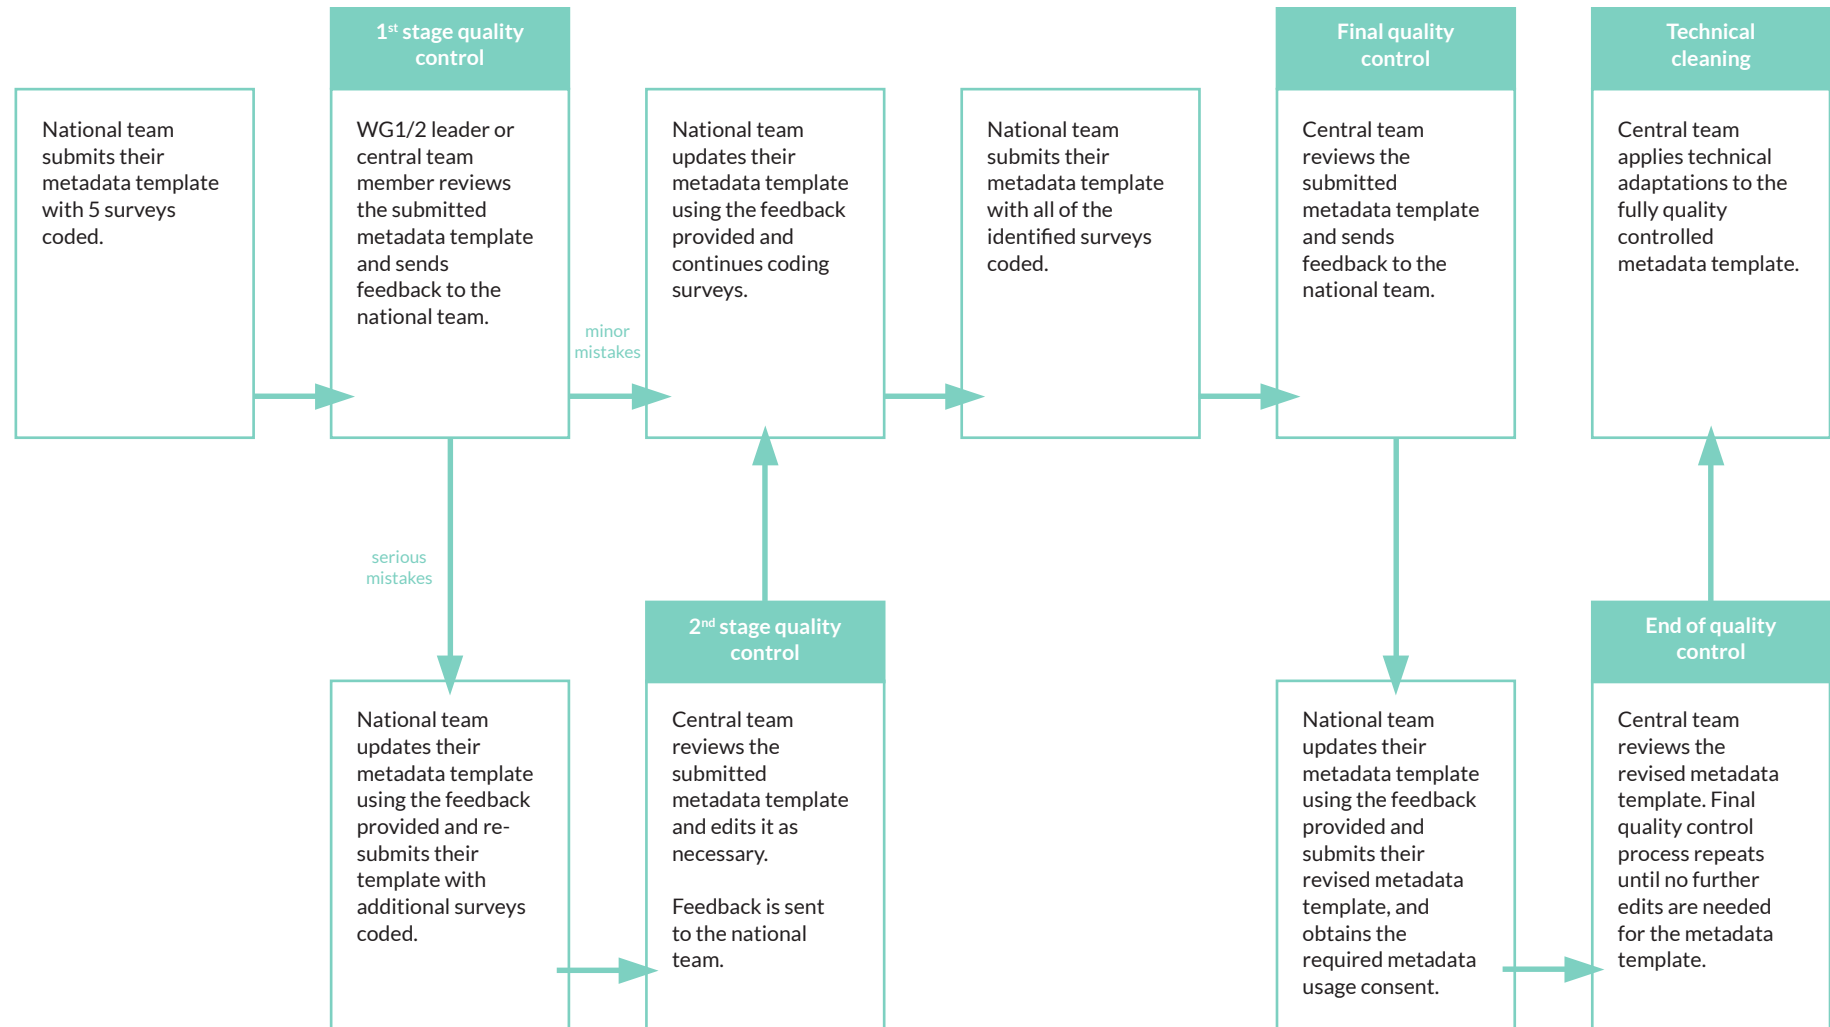 National team
submits their
metadata template
with 5 surveys
coded.
1st stage quality
control
WG1/2 leader or
central team
member reviews
the submitted
metadata template
and sends
feedback to the
national team.
minor
mistakes
serious
mistakes
National team
updates their
metadata template
using the feedback
provided and re-
submits their
template with
additional surveys
coded.
2nd stage quality
control
Central team
reviews the
submitted
metadata template
and edits it as
necessary.
Feedback is sent
to the national
team.
National team
updates their
metadata template
using the feedback
provided and
continues coding
surveys.
National team
submits their
metadata template
with all of the
identified surveys
coded.
Final quality
control
Central team
reviews the
submitted
metadata template
and sends
feedback to the
national team.
National team
updates their
metadata template
using the feedback
provided and
submits their
revised metadata
template, and
obtains the
required metadata
usage consent.
End of quality
control
Central team
reviews the
revised metadata
template. Final
quality control
process repeats
until no further
edits are needed
for the metadata
template.
Technical
cleaning
Central team
applies technical
adaptations to the
fully quality
controlled
metadata template.